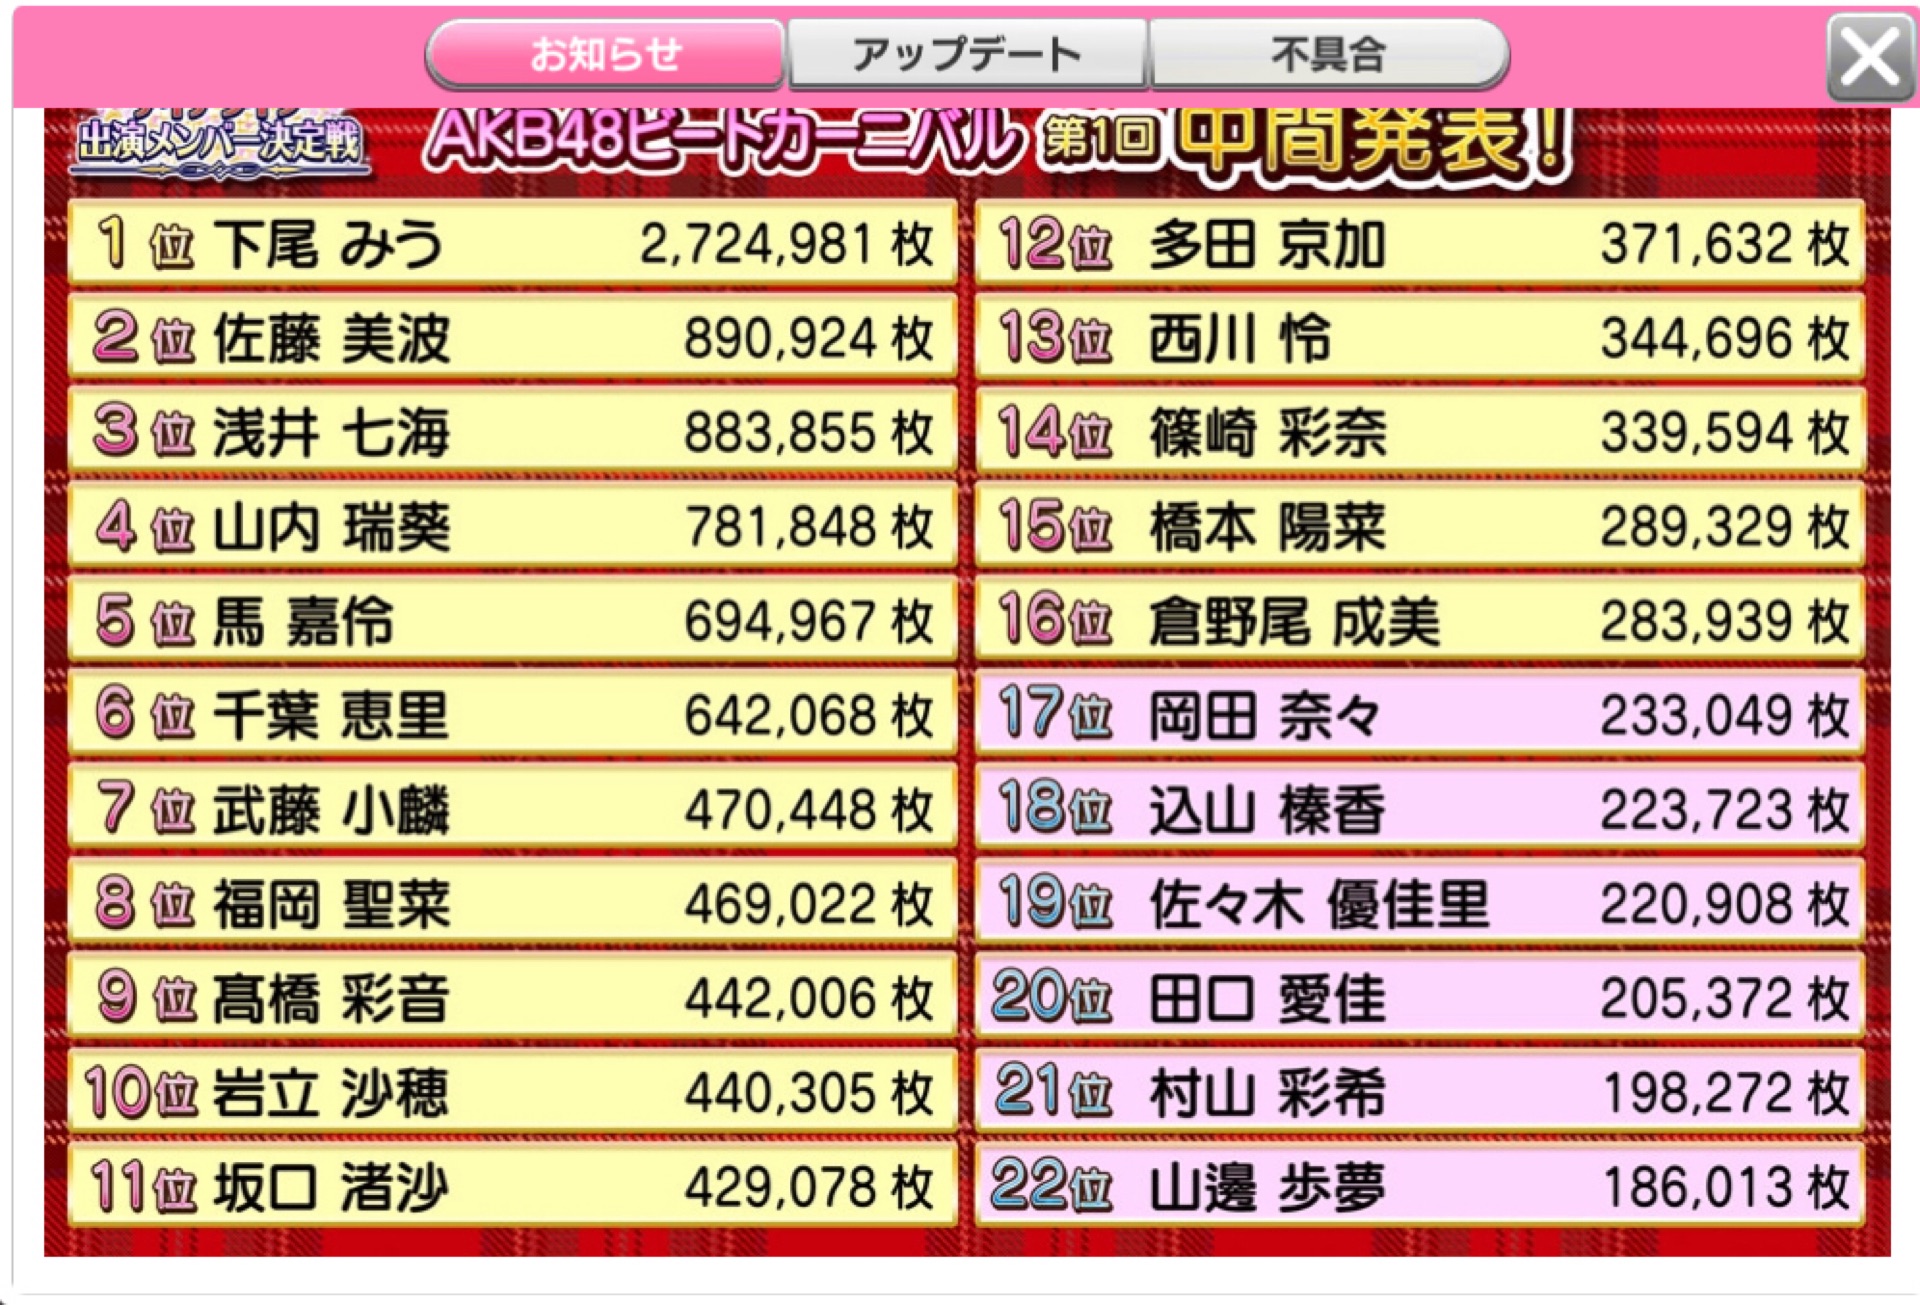 お知らせ
アップデート
不具合
出演メンバー決定戦
AKB48ビートカーニバル 第1回 中間発表!
1位 下尾 みう 2,724,981 枚
2位 佐藤 美波 890,924 枚
3位 浅井 七海 883,855 枚
4位 山内 瑞葵 781,848 枚
5位 馬 嘉伶 694,967 枚
6位 千葉 恵里 642,068 枚
7位 武藤 小麟 470,448 枚
8位 福岡 聖菜 469,022 枚
9位 髙橋 彩音 442,006 枚
10位 岩立 沙穂 440,305 枚
11位 坂口 渚沙 429,078 枚
12位 多田 京加 371,632 枚
13位 西川 怜 344,696 枚
14位 篠崎 彩奈 339,594 枚
15位 橋本 陽菜 289,329 枚
16位 倉野尾 成美 283,939 枚
17位 岡田 奈々 233,049 枚
18位 込山 榛香 223,723 枚
19位 佐々木 優佳里 220,908 枚
20位 田口 愛佳 205,372 枚
21位 村山 彩希 198,272 枚
22位 山邊 歩夢 186,013 枚